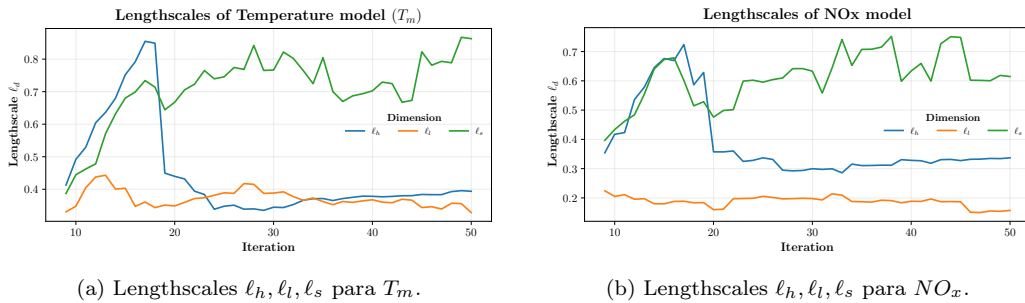 Lengthscales of Temperature model (Tₘ)
Lengthscale ℓ_d
0.8
0.7
0.6
0.5
0.4
Dimension
ℓ_h ℓ_l ℓ_s
10 20 30 40 50
Iteration
(a) Lengthscales ℓ_h, ℓ_l, ℓ_s para T_m.
Lengthscales of NOx model
Lengthscale ℓ_d
0.7
0.6
0.5
0.4
0.3
0.2
Dimension
ℓ_h ℓ_l ℓ_s
10 20 30 40 50
Iteration
(b) Lengthscales ℓ_h, ℓ_l, ℓ_s para NO_x.